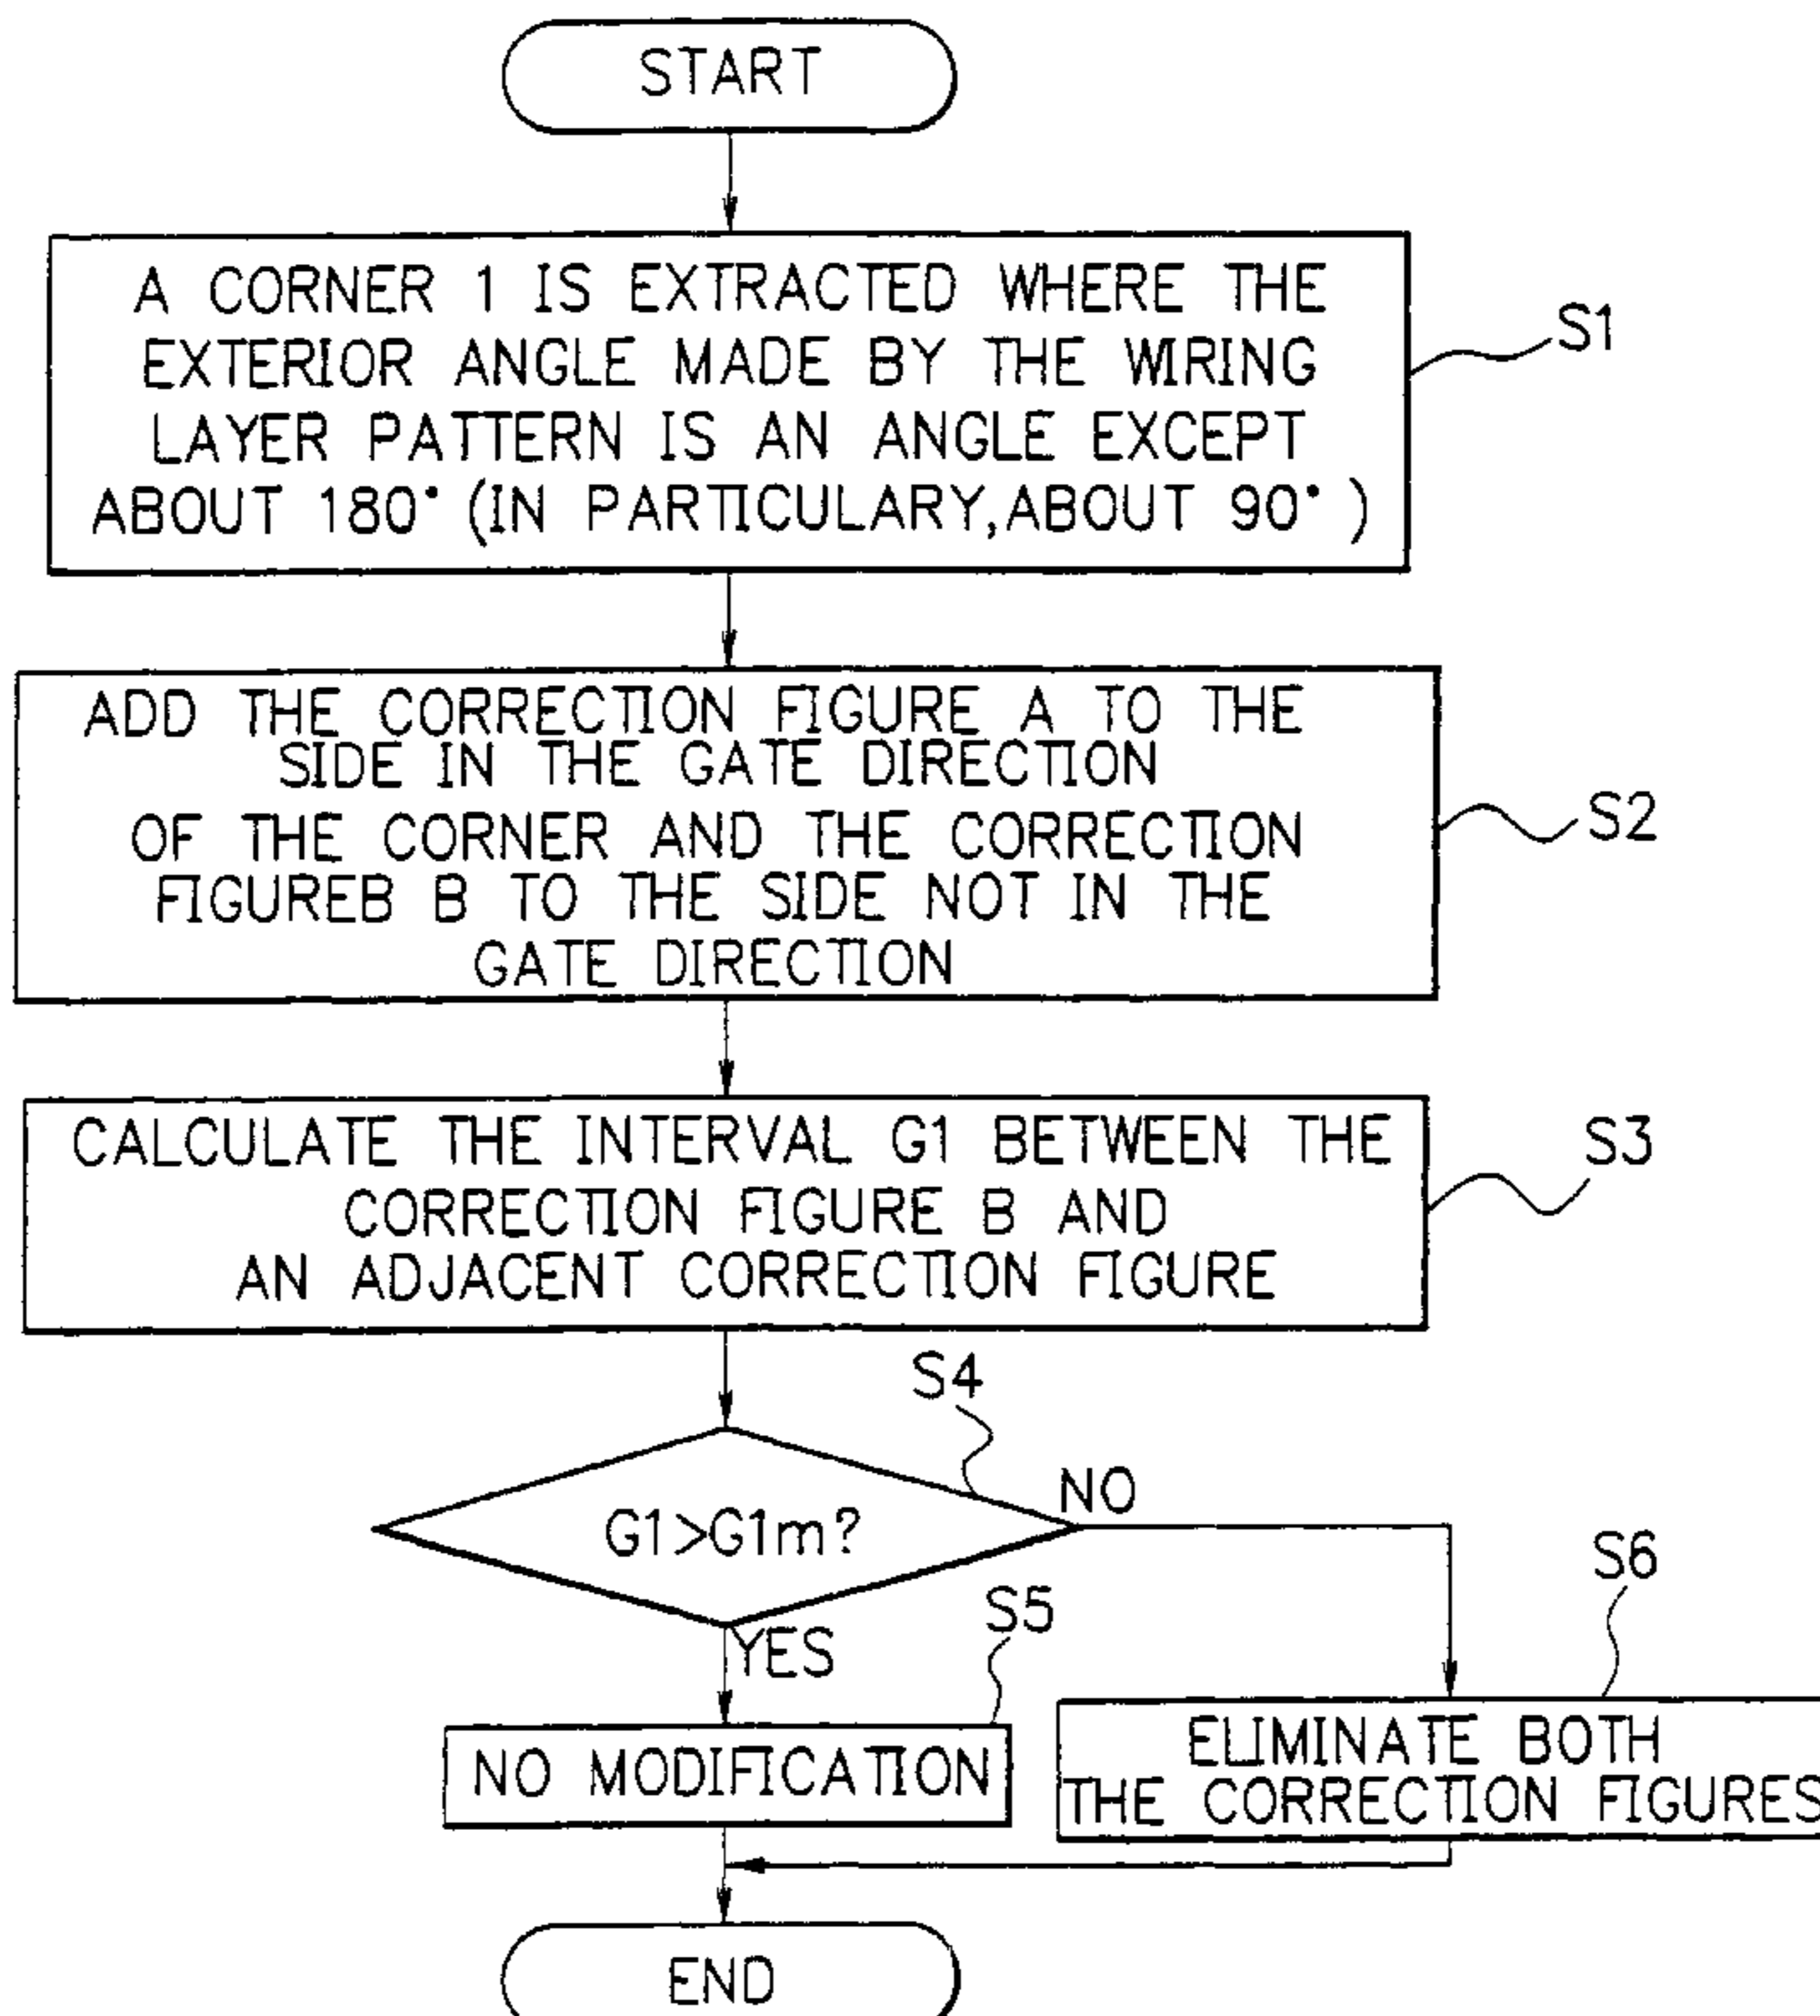 START
A CORNER 1 IS EXTRACTED WHERE THE
EXTERIOR ANGLE MADE BY THE WIRING
LAYER PATTERN IS AN ANGLE EXCEPT
ABOUT 180° (IN PARTICULARY,ABOUT 90° )
S1
ADD THE CORRECTION FIGURE A TO THE
SIDE IN THE GATE DIRECTION
OF THE CORNER AND THE CORRECTION
FIGUREB B TO THE SIDE NOT IN THE
GATE DIRECTION
S2
CALCULATE THE INTERVAL G1 BETWEEN THE
CORRECTION FIGURE B AND
AN ADJACENT CORRECTION FIGURE
S3
S4
G1>G1m?
NO
YES
S5
NO MODIFICATION
S6
ELIMINATE BOTH
THE CORRECTION FIGURES
END